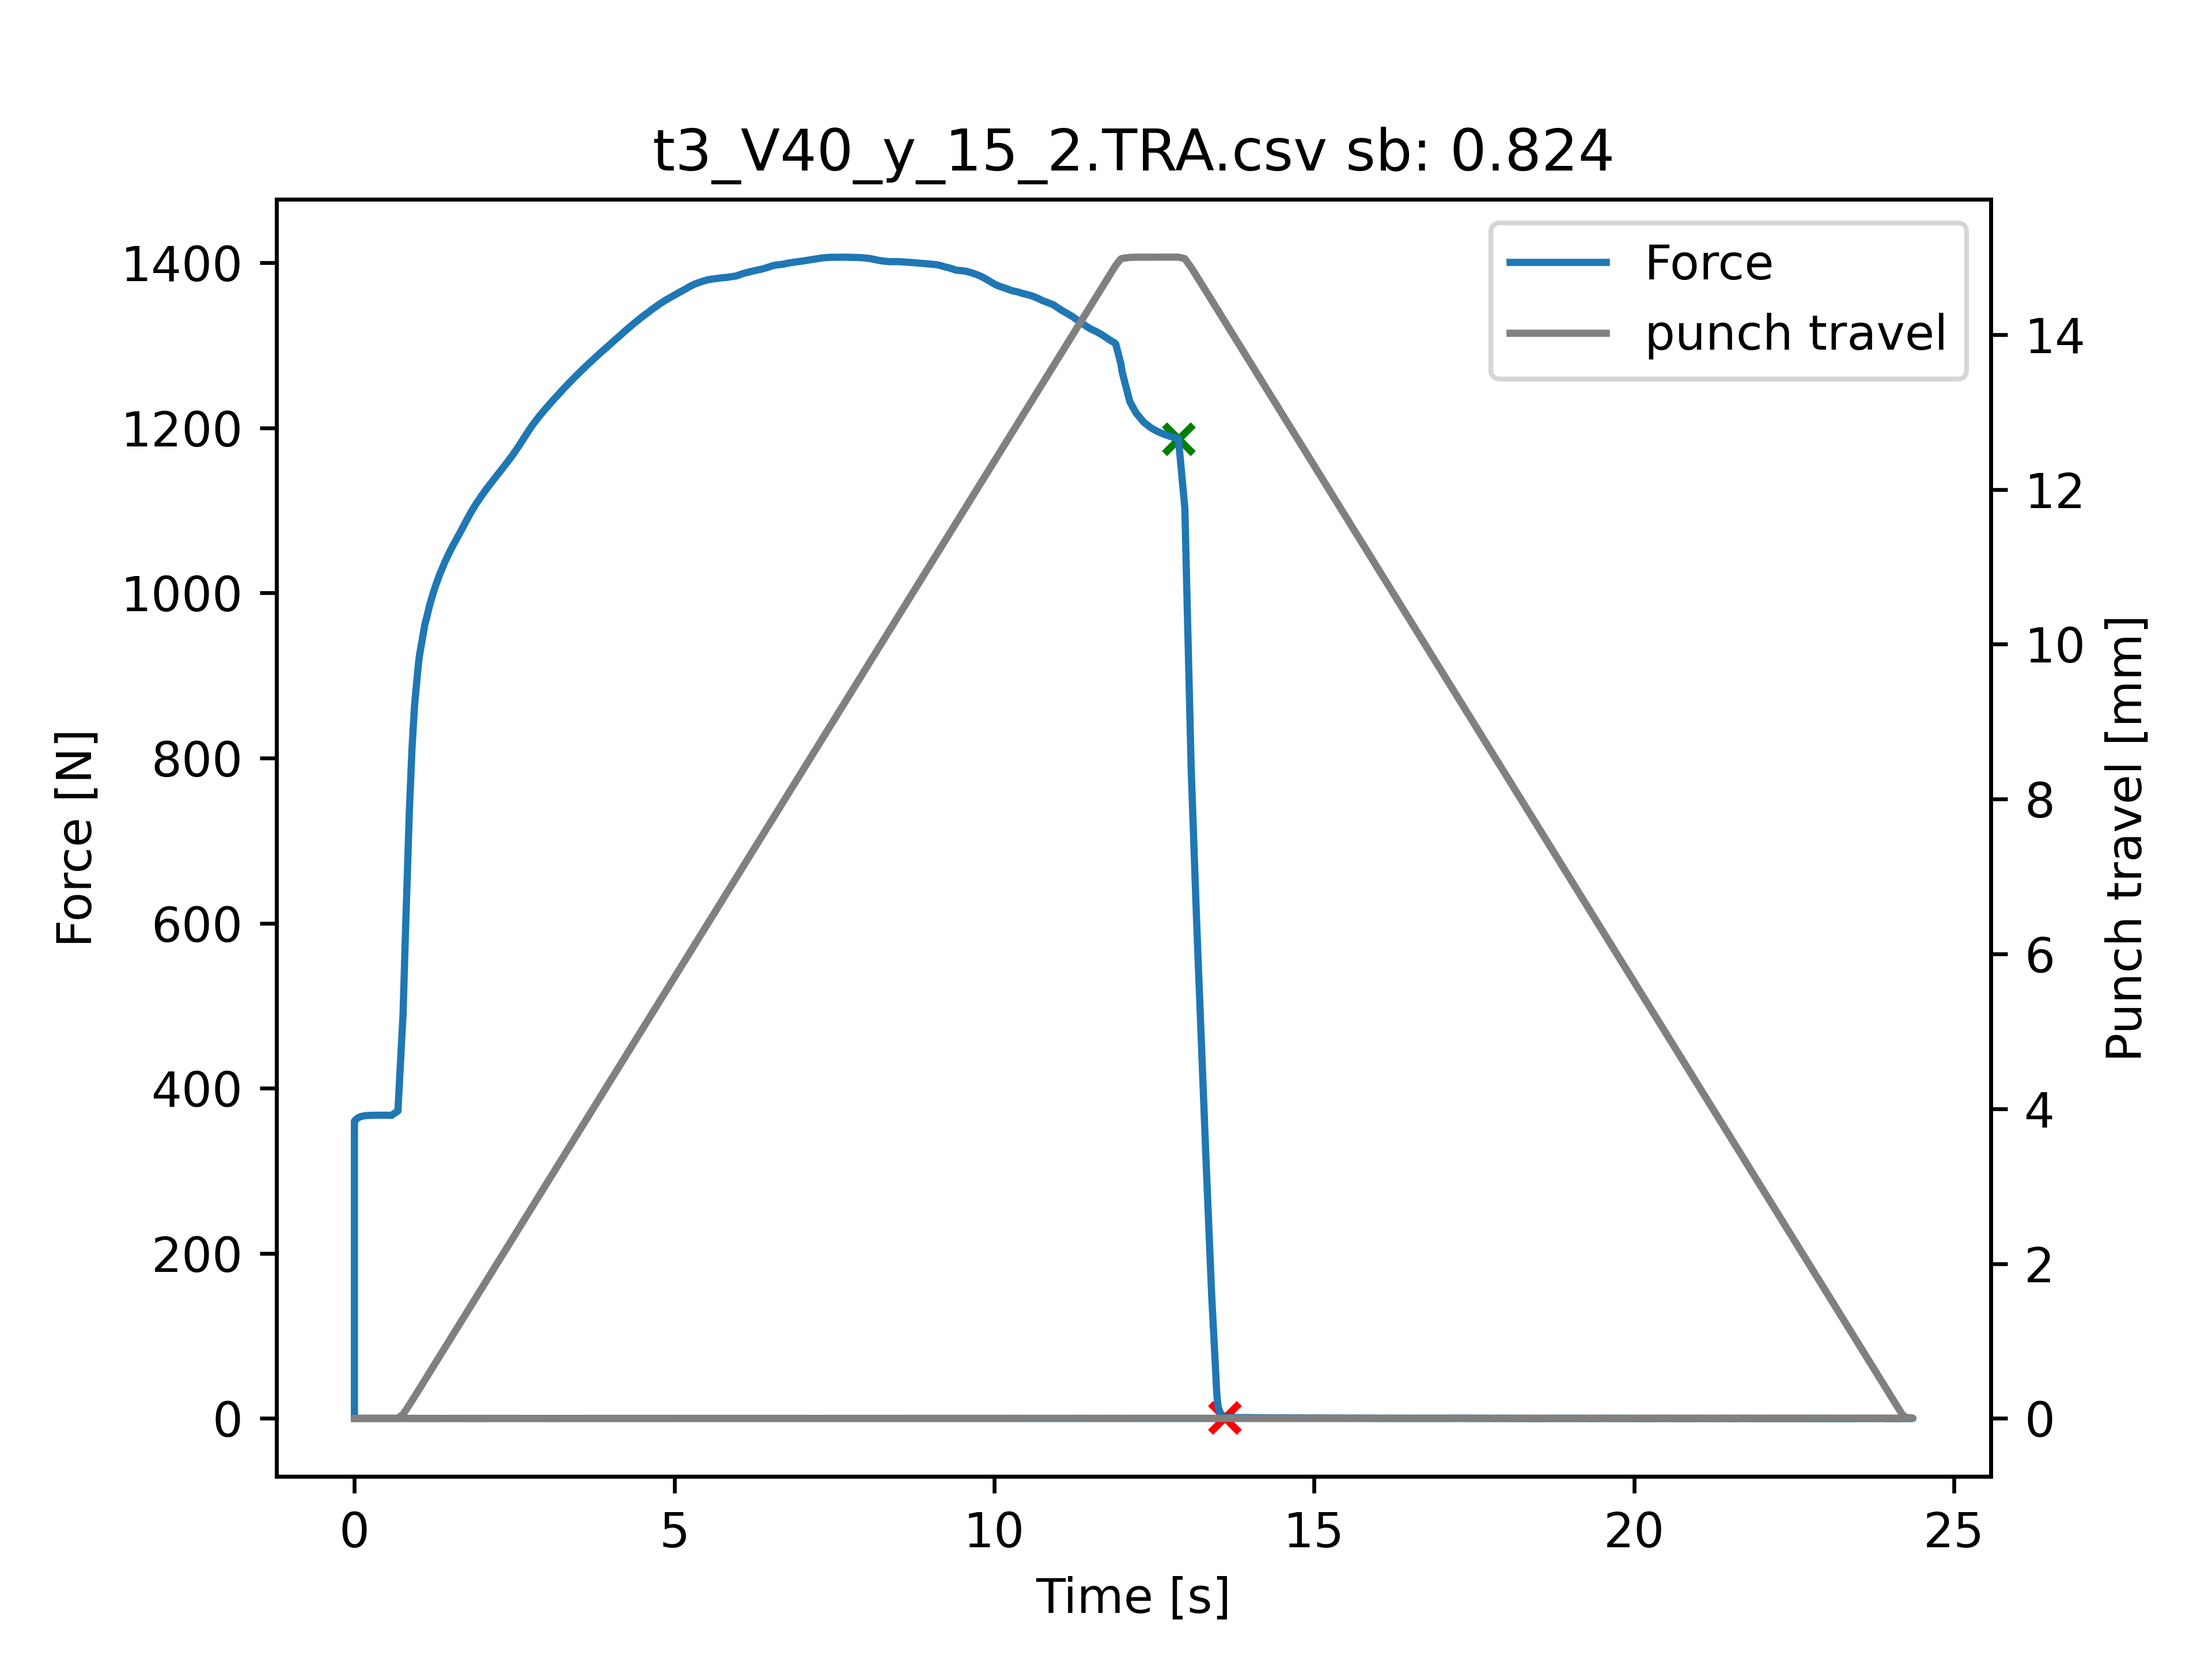 t3_V40_y_15_2.TRA.csv sb: 0.824
Force
punch travel
1400
1200
1000
800
600
400
200
0
Force [N]
14
12
10
8
6
4
2
0
Punch travel [mm]
0 5 10 15 20 25
Time [s]